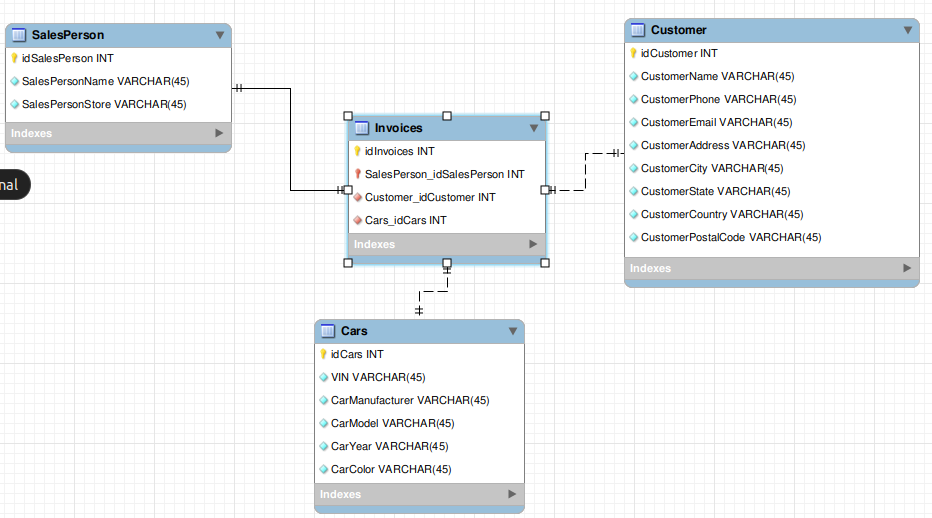 SalesPerson
idSalesPerson INT
SalesPersonName VARCHAR(45)
SalesPersonStore VARCHAR(45)
Indexes
nal
Invoices
idInvoices INT
SalesPerson_idSalesPerson INT
Customer_idCustomer INT
Cars_idCars INT
Indexes
Customer
idCustomer INT
CustomerName VARCHAR(45)
CustomerPhone VARCHAR(45)
CustomerEmail VARCHAR(45)
CustomerAddress VARCHAR(45)
CustomerCity VARCHAR(45)
CustomerState VARCHAR(45)
CustomerCountry VARCHAR(45)
CustomerPostalCode VARCHAR(45)
Indexes
Cars
idCars INT
VIN VARCHAR(45)
CarManufacturer VARCHAR(45)
CarModel VARCHAR(45)
CarYear VARCHAR(45)
CarColor VARCHAR(45)
Indexes